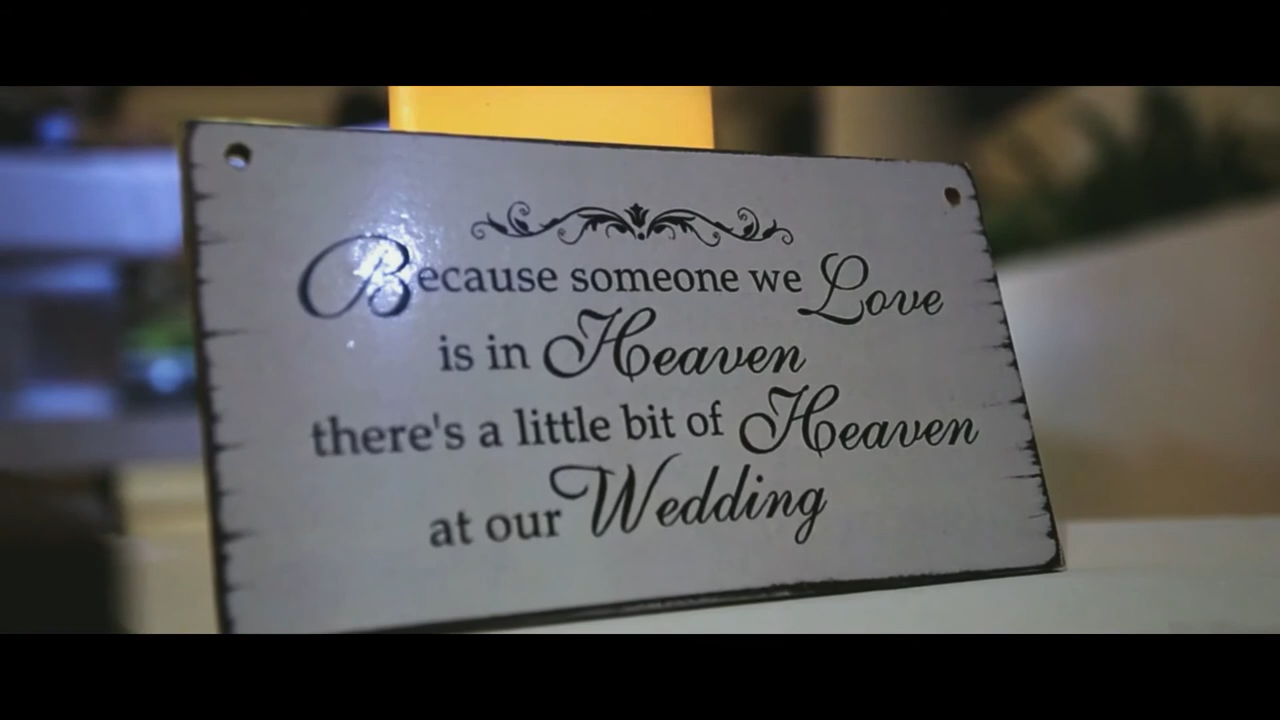 Because someone we Love
is in Heaven
there's a little bit of Heaven
at our Wedding